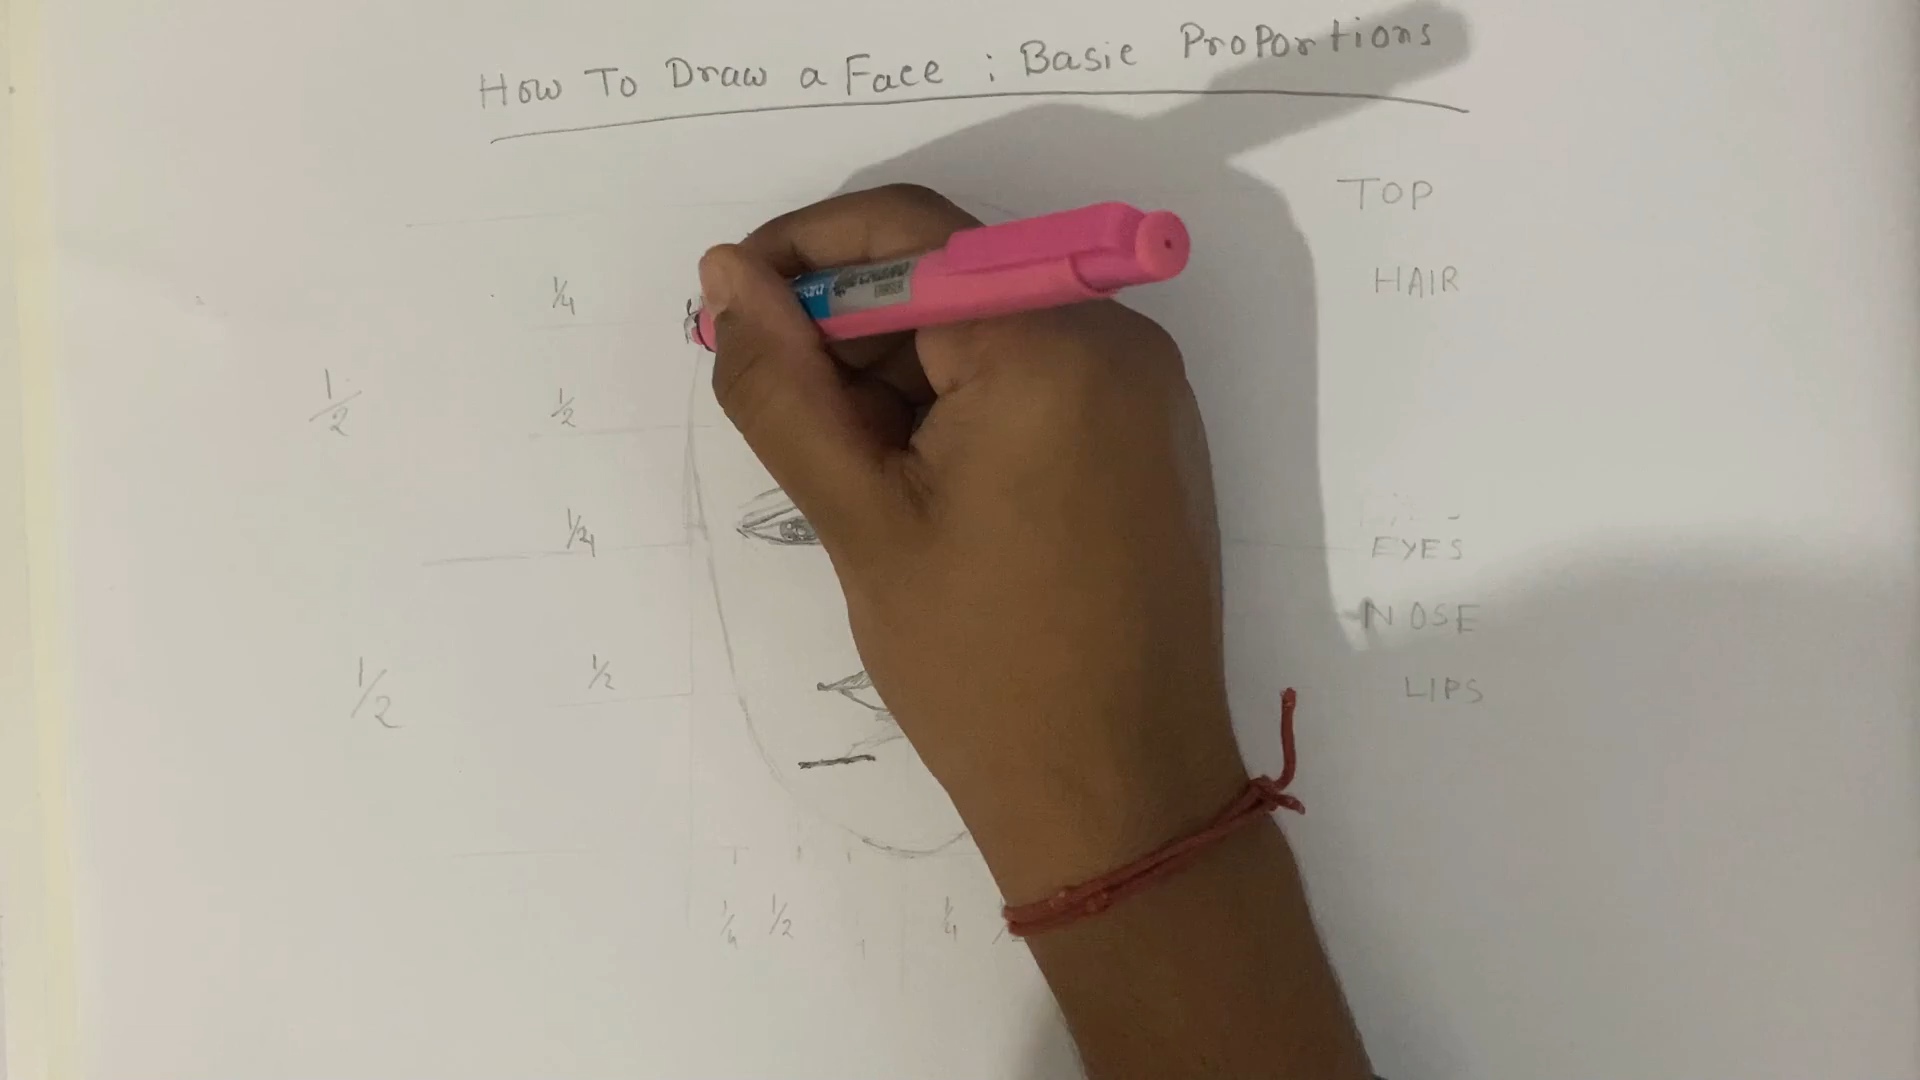 How To Draw a Face : Basic Proportions
TOP
1/4
HAIR
1/2
1/2
1/4
EYES
NOSE
1/2
1/2
LIPS
1/4 1/2 1/4